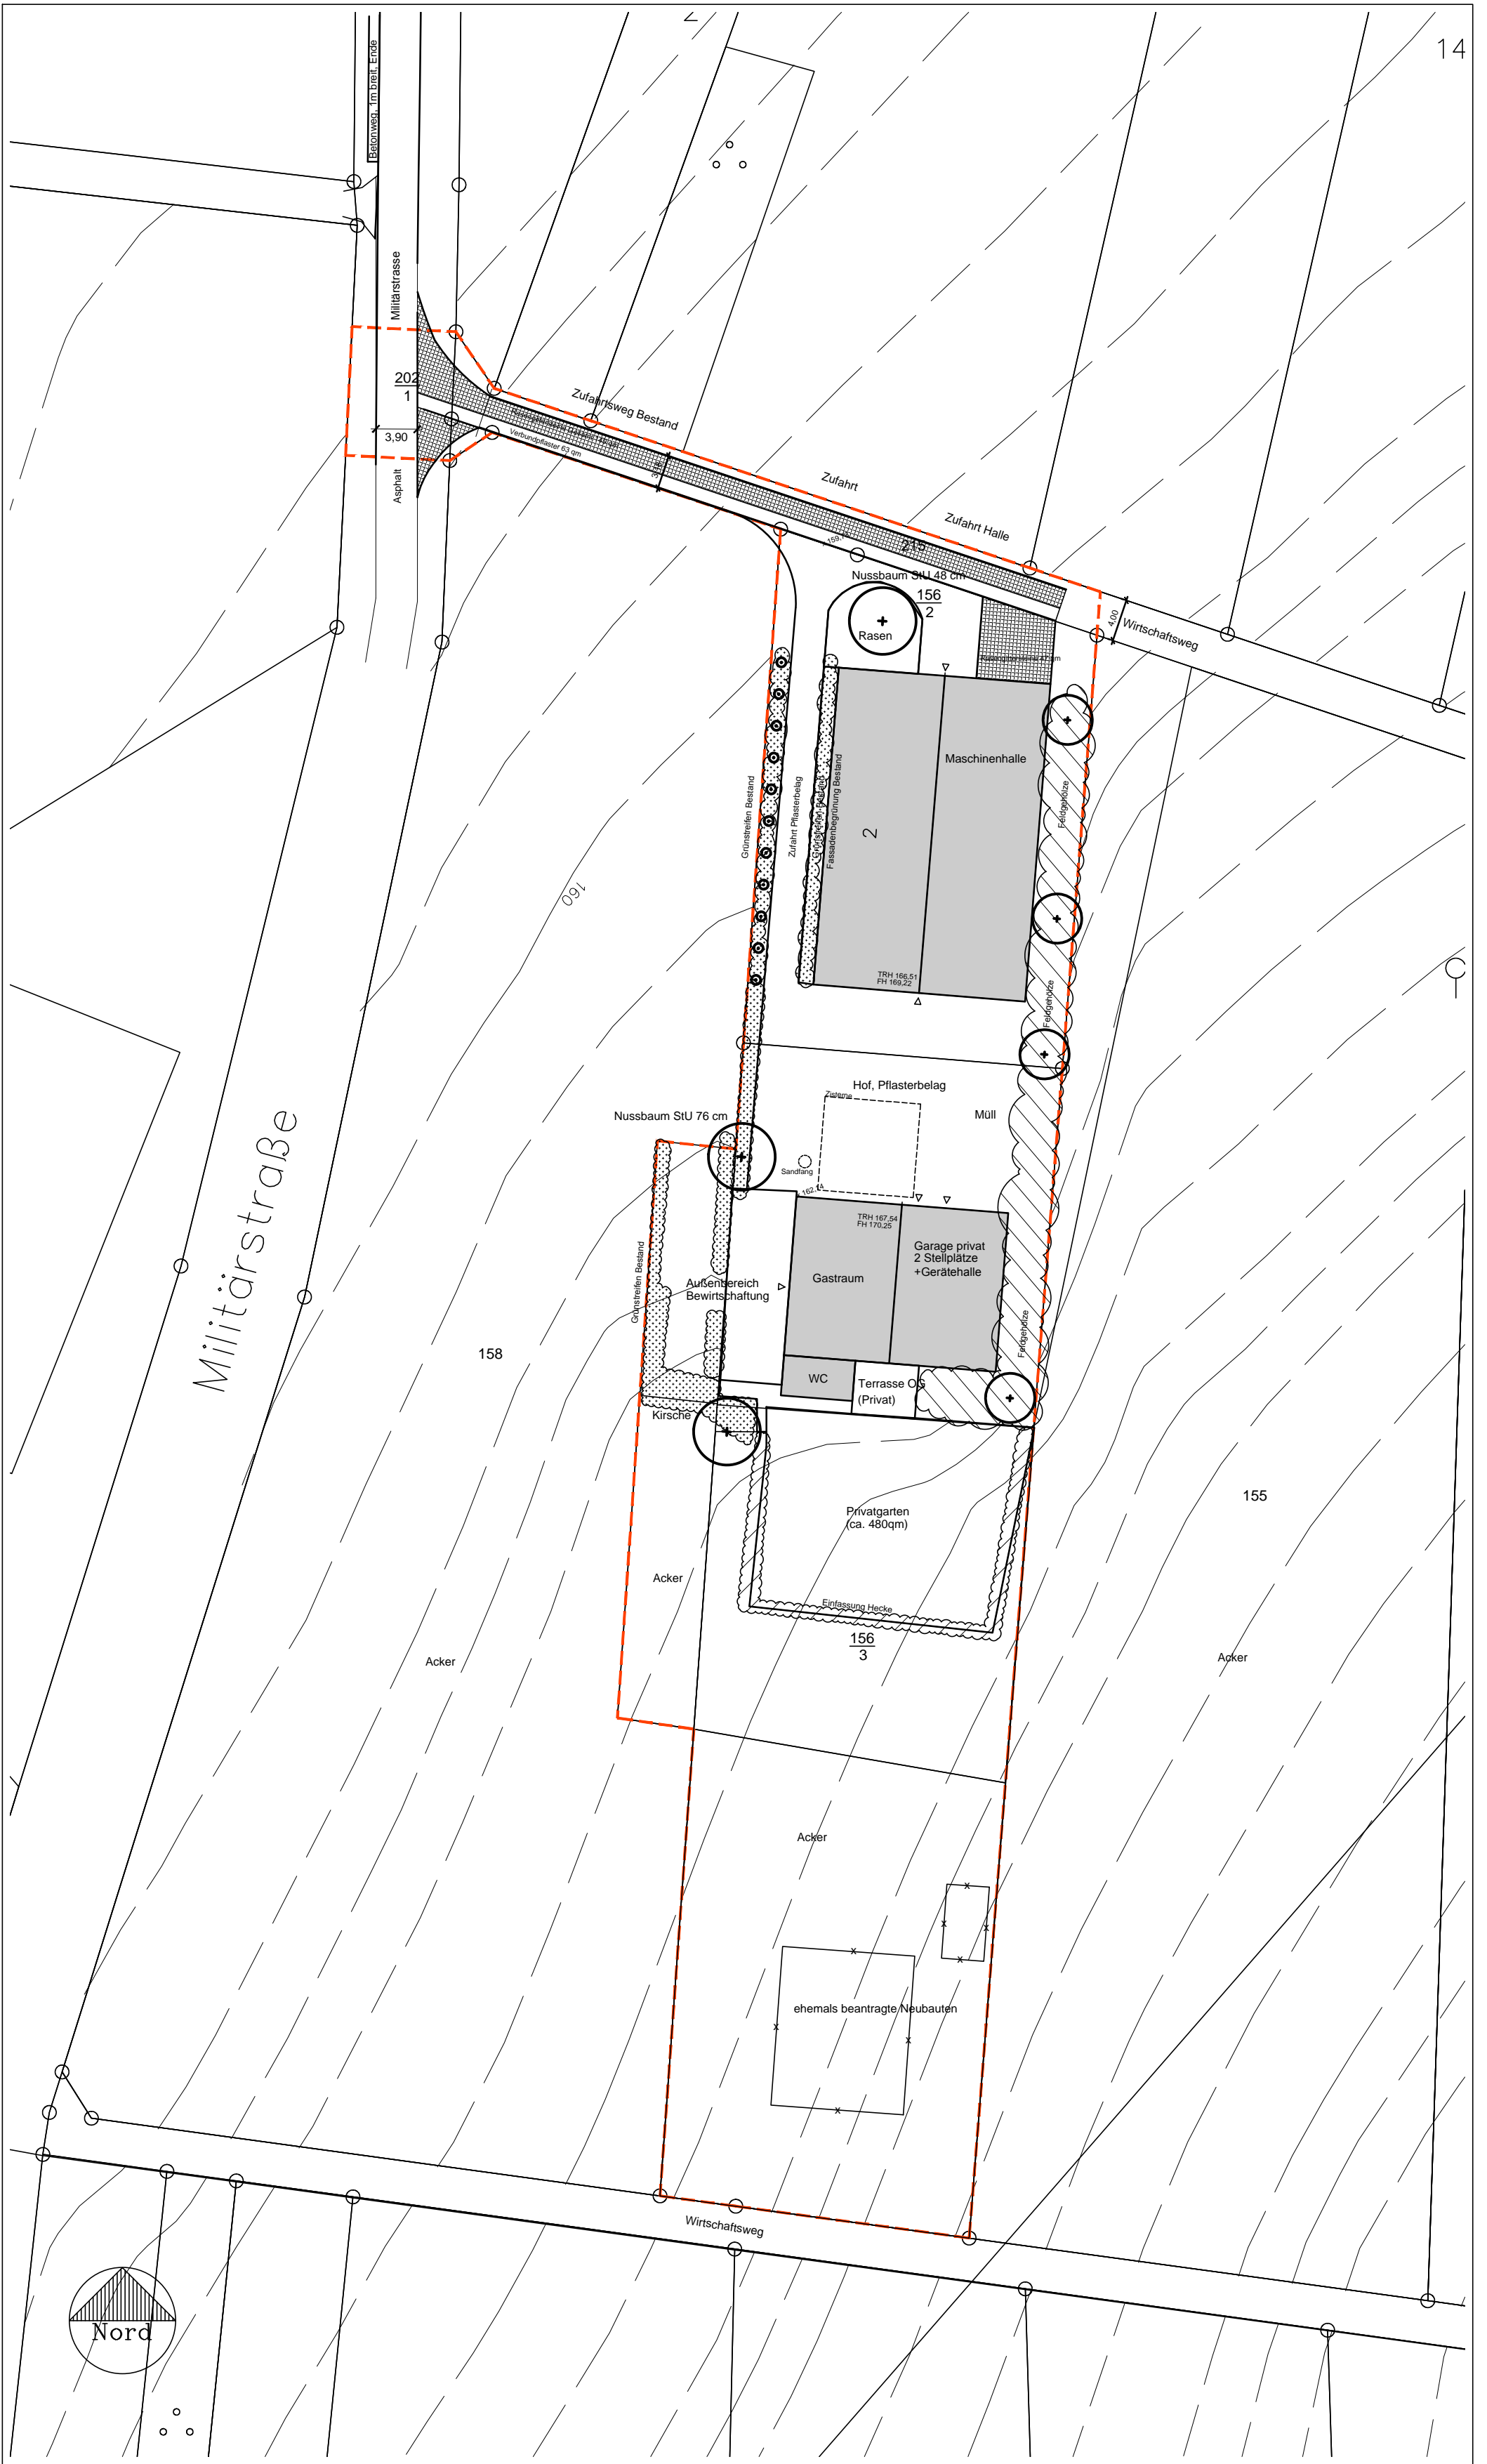 14
Betonweg, 1m breit, Ende
Militärstrasse
202
1
3,90
Asphalt
Zufahrtsweg Bestand
Verbundpflaster 63 qm
Zufahrt
Zufahrt Halle
215
Nussbaum StU 48 cm
156
2
Rasen
4,00
Wirtschaftsweg
Maschinenhalle
2
Grünstreifen Bestand
Zufahrt Pflasterbelag
Fassadenbegrünung Bestand
Feldgehölze
160
TRH 166,51
FH 169,22
Feldgehölze
Hof, Pflasterbelag
Zisterne
Müll
Nussbaum StU 76 cm
Sandfang
162,14
TRH 167,54
FH 170,25
Garage privat
2 Stellplätze
+Gerätehalle
Gastraum
Außenbereich
Bewirtschaftung
Grünstreifen Bestand
Feldgehölze
Militärstraße
158
WC
Terrasse OG
(Privat)
Kirsche
Privatgarten
(ca. 480qm)
155
Acker
Einfassung Hecke
156
3
Acker
Acker
Acker
ehemals beantragte Neubauten
Wirtschaftsweg
Nord